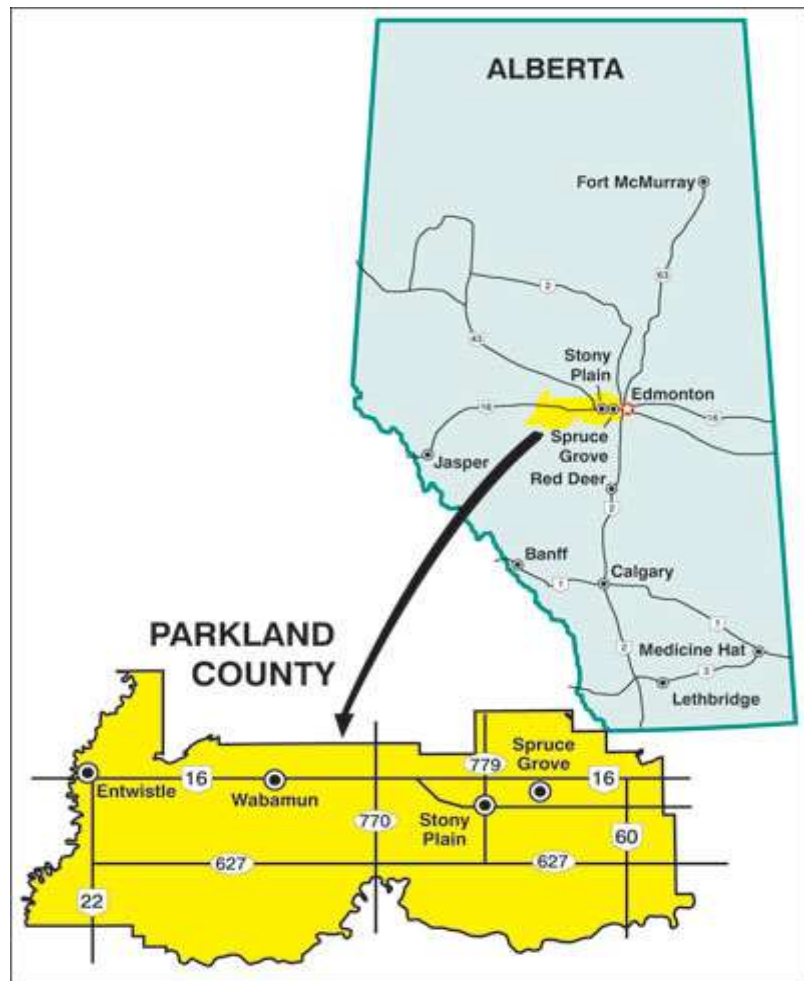 ALBERTA
Fort McMurray
63
2
43
Stony
Plain
Edmonton
16
16
Spruce
Grove
Jasper
Red Deer
2
Banff
Calgary
1
1
2
Medicine Hat
3
Lethbridge
PARKLAND
COUNTY
Spruce
Grove
779
16
16
Entwistle
Wabamun
Stony
Plain
770
60
627
627
22